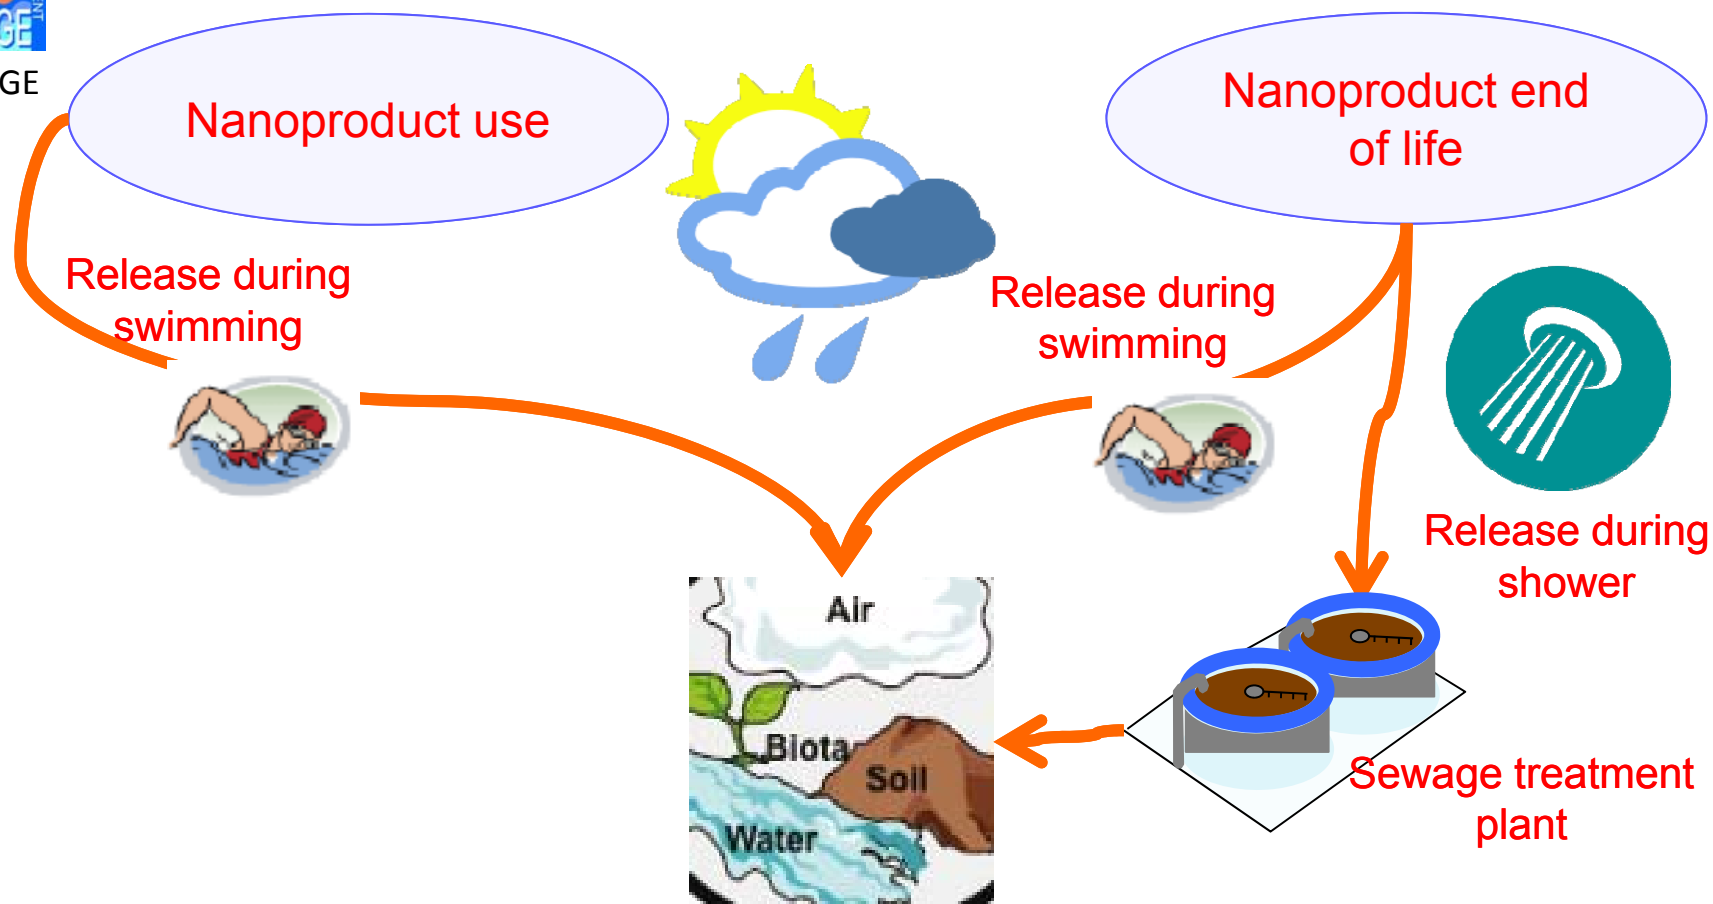 GE
GE
Nanoproduct use
Nanoproduct end
of life
Release during
swimming
Release during
swimming
Release during
shower
Air
Biota
Soil
Water
Sewage treatment
plant